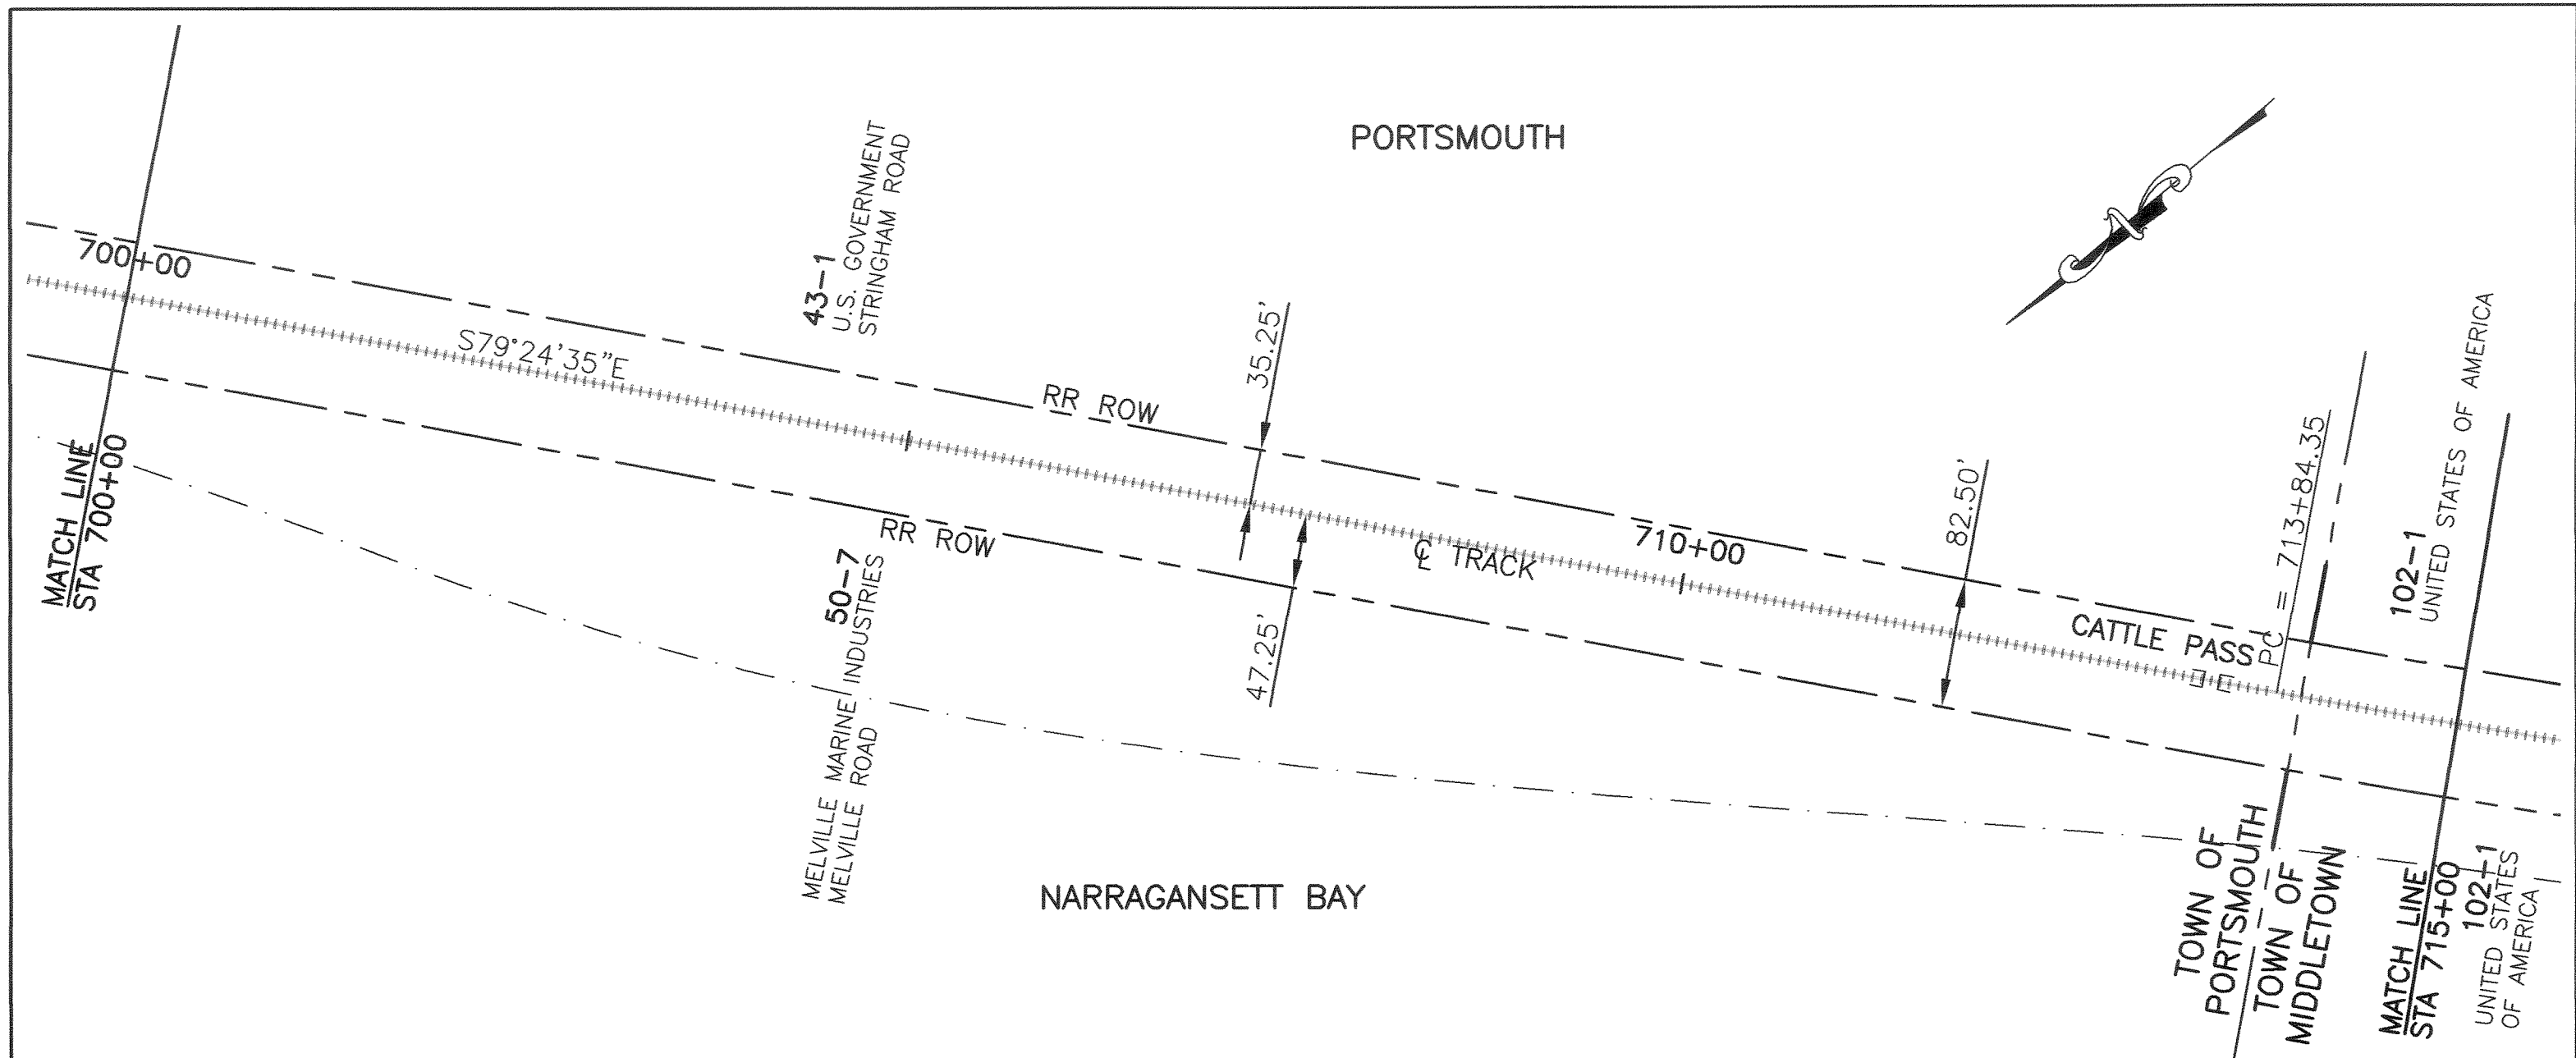 PORTSMOUTH
700+00
43-1
U.S. GOVERNMENT
STRINGHAM ROAD
S79°24'35"E
RR ROW
35.25'
MATCH LINE
STA 700+00
RR ROW
50-7
MELVILLE MARINE INDUSTRIES
MELVILLE ROAD
47.25'
℄ TRACK
710+00
82.50'
CATTLE PASS
PC = 713+84.35
102-1
UNITED STATES OF AMERICA
NARRAGANSETT BAY
TOWN OF
PORTSMOUTH
TOWN OF
MIDDLETOWN
MATCH LINE
STA 715+00
102-1
UNITED STATES
OF AMERICA